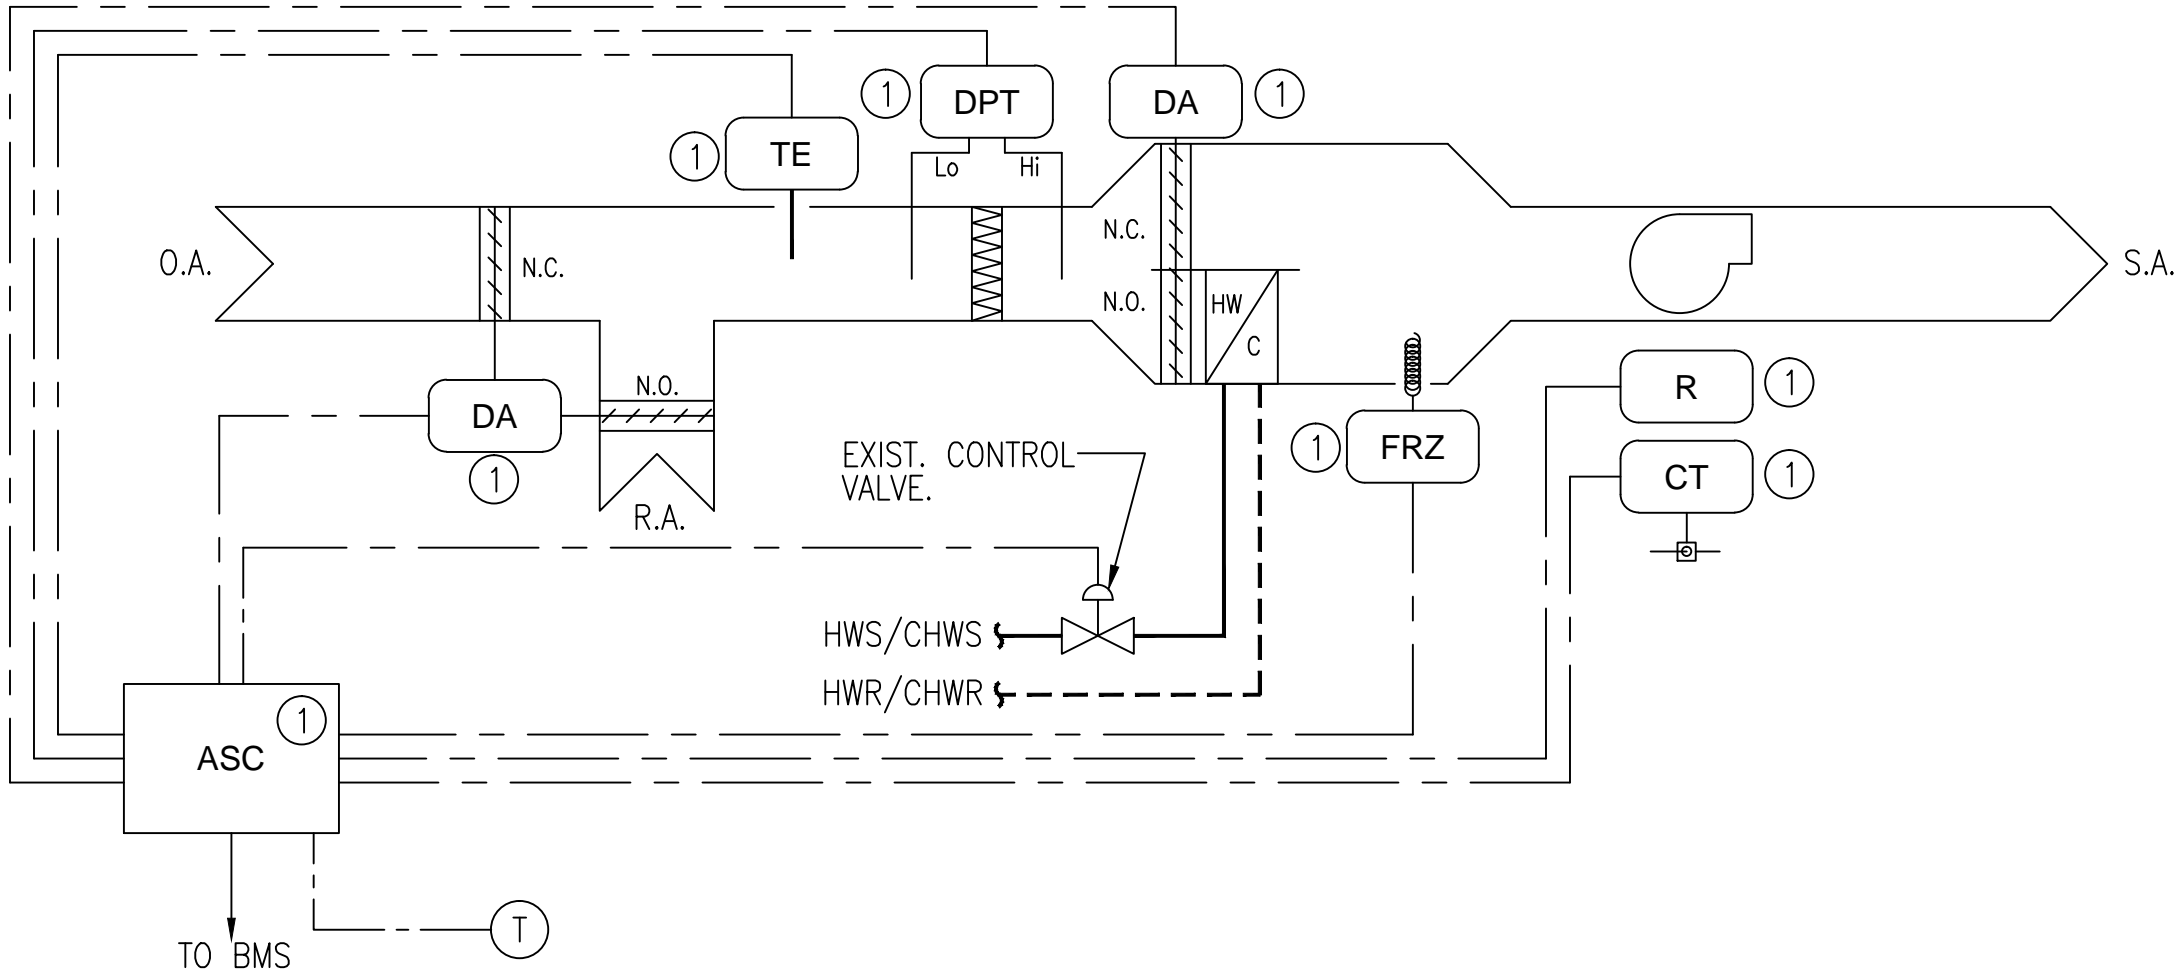 DPT
1
DA
1
1
TE
1
Lo
Hi
N.C.
O.A.
N.C.
S.A.
N.O.
HW
C
R
1
N.O.
DA
1
EXIST. CONTROL
VALVE.
1
FRZ
CT
1
R.A.
HWS/CHWS
HWR/CHWR
1
ASC
T
TO BMS